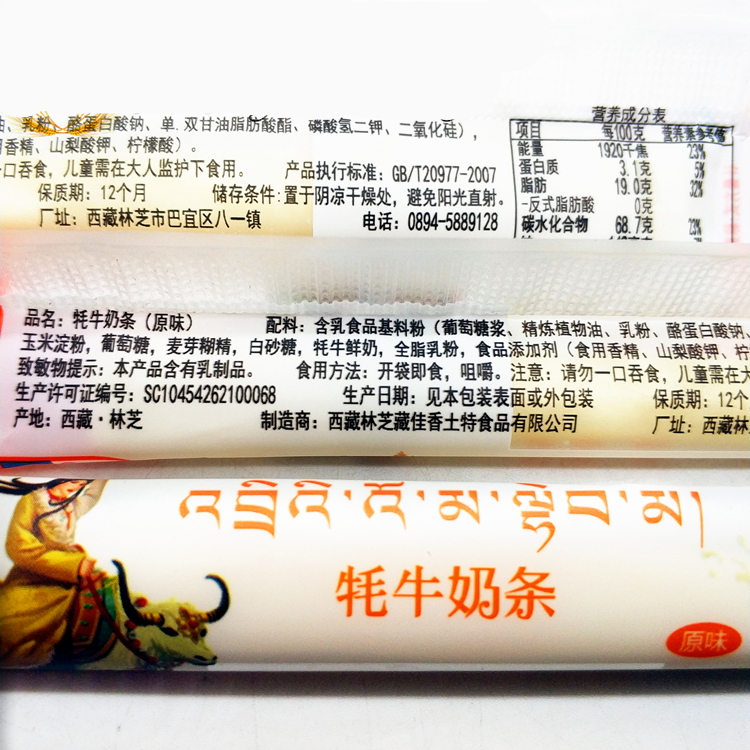 油、乳粉、酪蛋白酸钠、单.双甘油脂肪酸酯、磷酸氢二钾、二氧化硅),
用香精、山梨酸钾、柠檬酸)。
一口吞食,儿童需在大人监护下食用。 产品执行标准:GB/T20977-2007
保质期:12个月 储存条件:置于阴凉干燥处,避免阳光直射。
厂址:西藏林芝市巴宜区八一镇 电话:0894-5889128
营养成分表
项目 每100克 营养素参考值
能量 1920千焦 23%
蛋白质 3.1克 5%
脂肪 19.0克 32%
-反式脂肪酸 0克
碳水化合物 68.7克 23%
品名:牦牛奶条(原味) 配料:含乳食品基料粉(葡萄糖浆、精炼植物油、乳粉、酪蛋白酸钠、
玉米淀粉,葡萄糖,麦芽糊精,白砂糖,牦牛鲜奶,全脂乳粉,食品添加剂(食用香精、山梨酸钾、柠
致敏物提示:本产品含有乳制品。 食用方法:开袋即食,咀嚼。注意:请勿一口吞食,儿童需在大
生产许可证编号:SC10454262100068 生产日期:见本包装表面或外包装 保质期:12个
产地:西藏·林芝 制造商:西藏林芝藏佳香土特食品有限公司 厂址:西藏林
牦牛奶条
原味